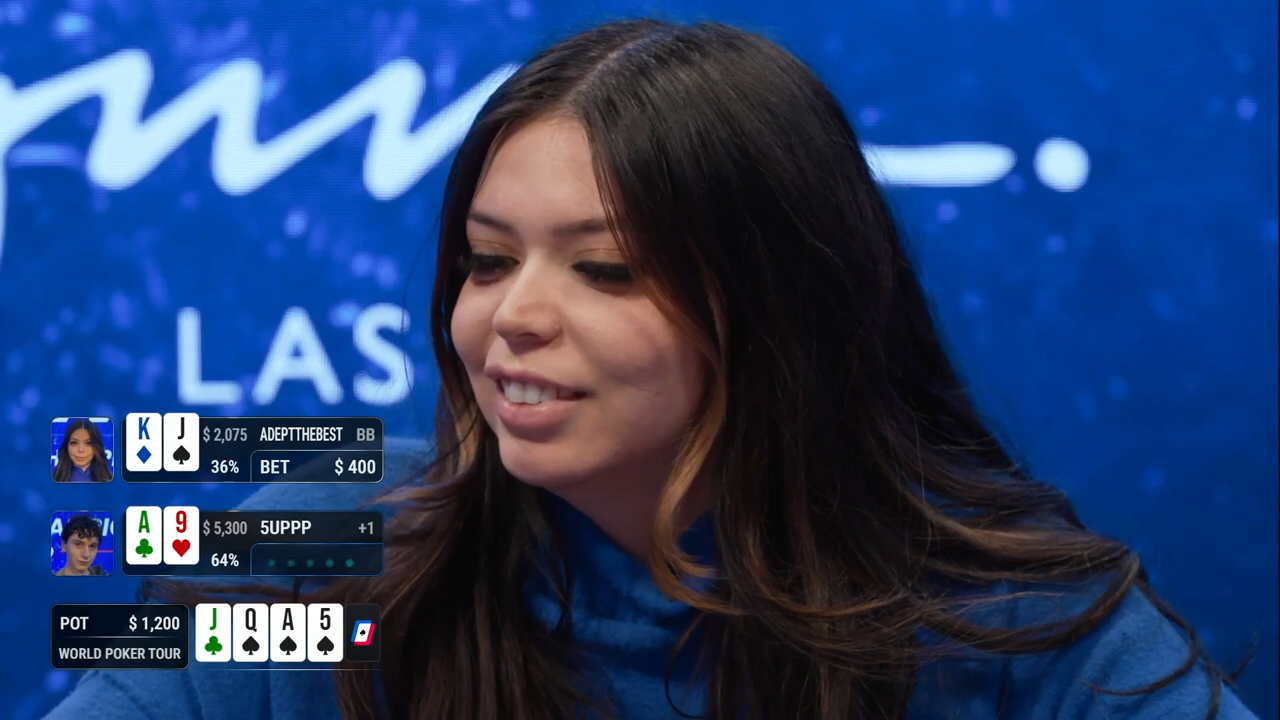 LAS
K J $ 2,075 ADEPTTHEBEST BB
36% BET $ 400
A 9 $ 5,300 5UPPP +1
64%
POT $ 1,200
WORLD POKER TOUR
J Q A 5